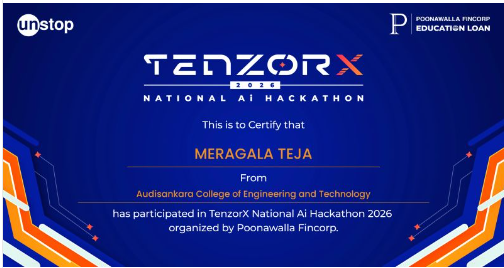 unstop
POONAWALLA FINCORP
EDUCATION LOAN
TENZORX
2026
NATIONAL Ai HACKATHON
This is to Certify that
MERAGALA TEJA
From
Audisankara College of Engineering and Technology
has participated in TenzorX National Ai Hackathon 2026
organized by Poonawalla Fincorp.